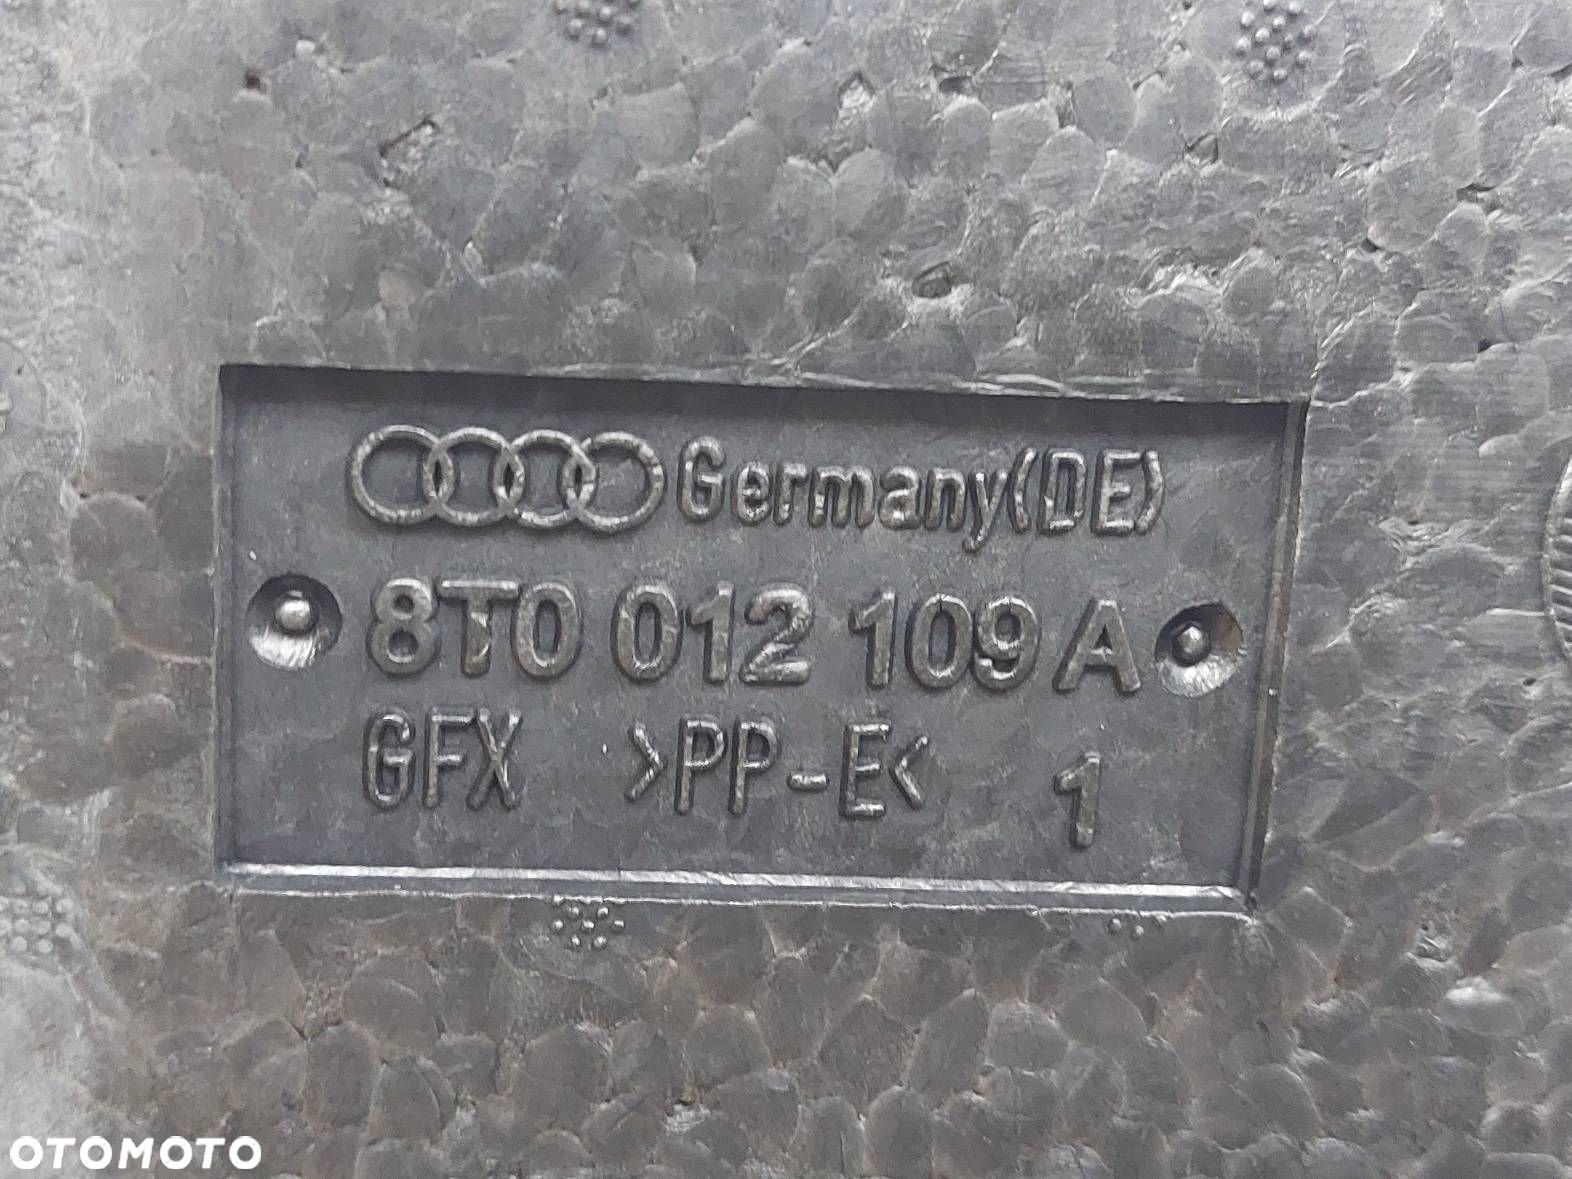 Germany(DE)
8T0 012 109 A
GFX >PP-E< 1
OTOMOTO